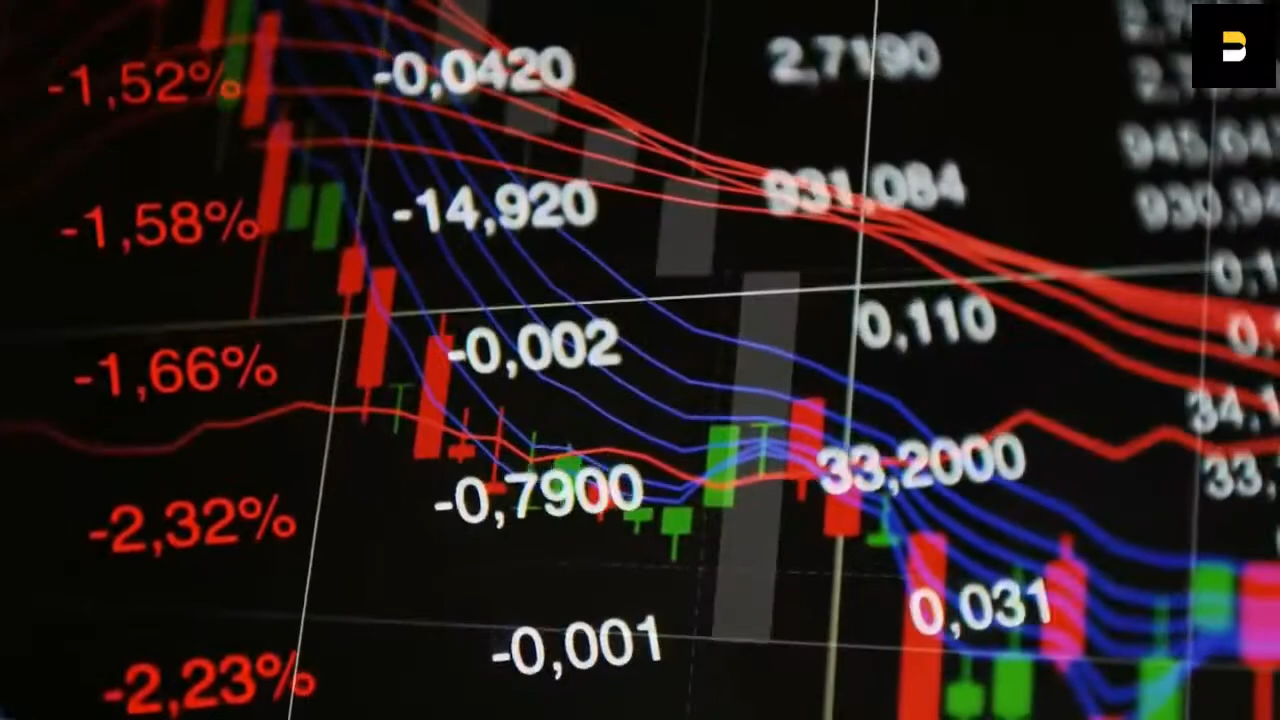 -1,52% -0,0420 2,7190
-1,58% -14,920 931,084
-1,66% -0,002 0,110
-2,32% -0,7900 33,2000
-2,23% -0,001 0,031